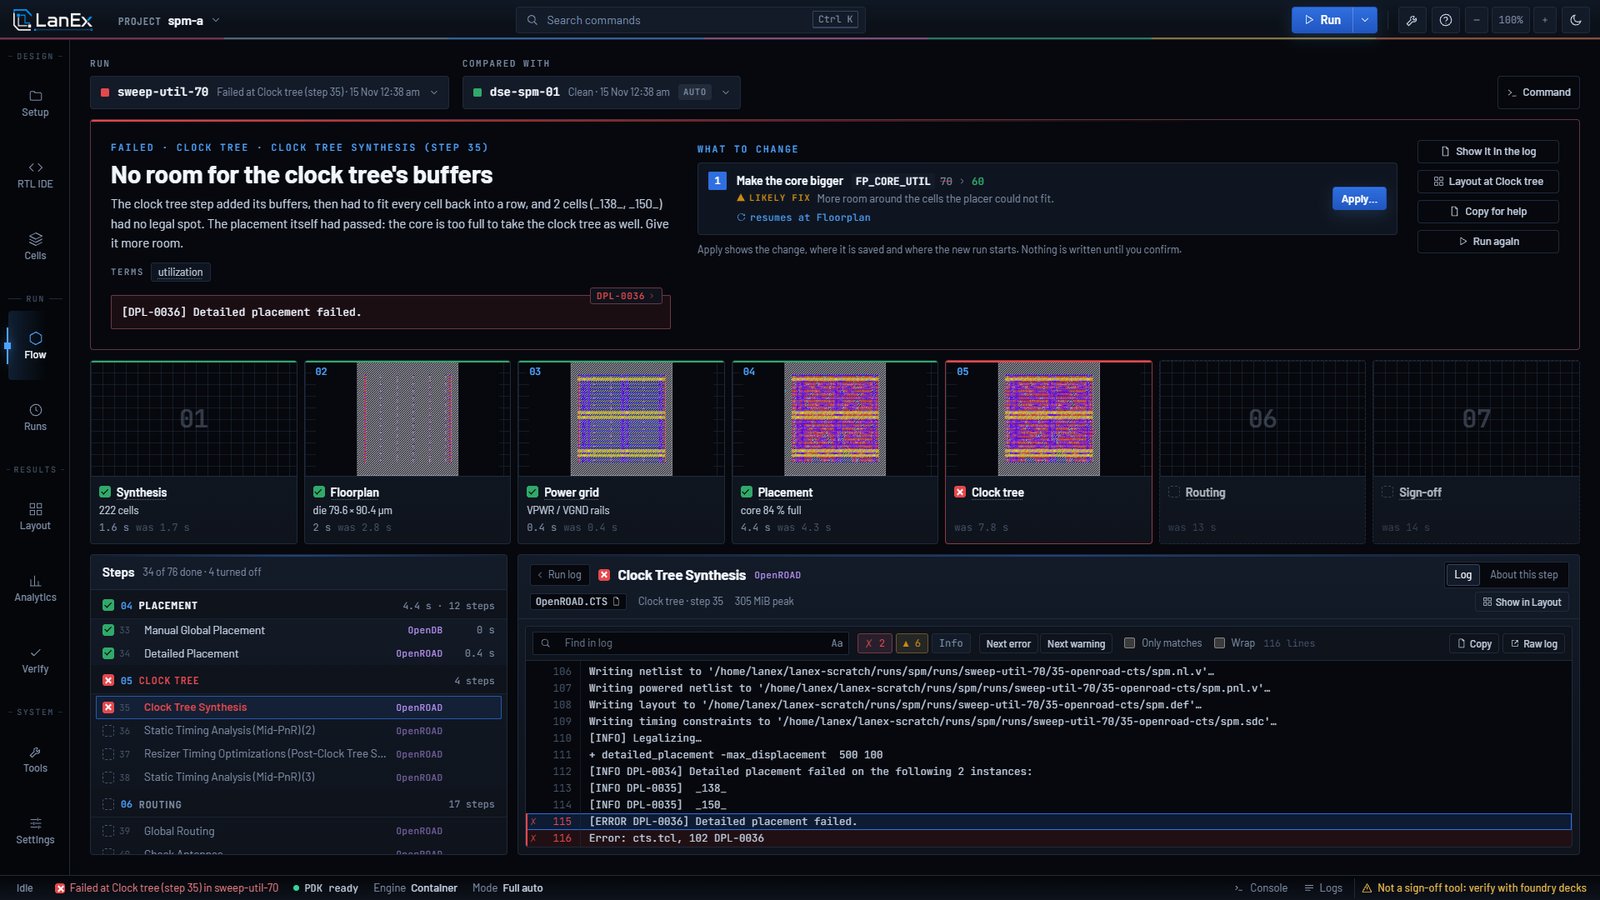 LanEx
PROJECT spm-a
Search commands
Ctrl K
Run
100%
DESIGN
Setup
RTL IDE
Cells
RUN
Flow
Runs
RESULTS
Layout
Analytics
Verify
SYSTEM
Tools
Settings
RUN
sweep-util-70 Failed at Clock tree (step 35) · 15 Nov 12:38 am
COMPARED WITH
dse-spm-01 Clean · 15 Nov 12:38 am AUTO
>_ Command
FAILED · CLOCK TREE · CLOCK TREE SYNTHESIS (STEP 35)
No room for the clock tree's buffers
The clock tree step added its buffers, then had to fit every cell back into a row, and 2 cells (_138_, _150_)
had no legal spot. The placement itself had passed: the core is too full to take the clock tree as well. Give
it more room.
TERMS utilization
DPL-0036 ›
[DPL-0036] Detailed placement failed.
WHAT TO CHANGE
1 Make the core bigger FP_CORE_UTIL 70 › 60
LIKELY FIX More room around the cells the placer could not fit.
resumes at Floorplan
Apply...
Apply shows the change, where it is saved and where the new run starts. Nothing is written until you confirm.
Show it in the log
Layout at Clock tree
Copy for help
Run again
01
Synthesis
222 cells
1.6 s was 1.7 s
02
Floorplan
die 79.6 × 90.4 µm
2 s was 2.8 s
03
Power grid
VPWR / VGND rails
0.4 s was 0.4 s
04
Placement
core 84 % full
4.4 s was 4.3 s
05
Clock tree
was 7.8 s
06
Routing
was 13 s
07
Sign-off
was 14 s
Steps 34 of 76 done · 4 turned off
04 PLACEMENT 4.4 s · 12 steps
33 Manual Global Placement OpenDB 0 s
34 Detailed Placement OpenROAD 0.4 s
05 CLOCK TREE 4 steps
35 Clock Tree Synthesis OpenROAD
36 Static Timing Analysis (Mid-PnR) (2) OpenROAD
37 Resizer Timing Optimizations (Post-Clock Tree S... OpenROAD
38 Static Timing Analysis (Mid-PnR) (3) OpenROAD
06 ROUTING 17 steps
39 Global Routing OpenROAD
40 Check Antennas OpenROAD
‹ Run log
Clock Tree Synthesis OpenROAD
Log
About this step
OpenROAD.CTS Clock tree · step 35 305 MiB peak
Show in Layout
Find in log Aa
✗ 2
▲ 6
Info
Next error
Next warning
Only matches
Wrap
116 lines
Copy
Raw log
106 Writing netlist to '/home/lanex/lanex-scratch/runs/spm/runs/sweep-util-70/35-openroad-cts/spm.nl.v'…
107 Writing powered netlist to '/home/lanex/lanex-scratch/runs/spm/runs/sweep-util-70/35-openroad-cts/spm.pnl.v'…
108 Writing layout to '/home/lanex/lanex-scratch/runs/spm/runs/sweep-util-70/35-openroad-cts/spm.def'…
109 Writing timing constraints to '/home/lanex/lanex-scratch/runs/spm/runs/sweep-util-70/35-openroad-cts/spm.sdc'…
110 [INFO] Legalizing…
111 + detailed_placement -max_displacement 500 100
112 [INFO DPL-0034] Detailed placement failed on the following 2 instances:
113 [INFO DPL-0035] _138_
114 [INFO DPL-0035] _150_
✗ 115 [ERROR DPL-0036] Detailed placement failed.
✗ 116 Error: cts.tcl, 102 DPL-0036
Idle
Failed at Clock tree (step 35) in sweep-util-70
PDK ready
Engine Container
Mode Full auto
>_ Console
Logs
Not a sign-off tool: verify with foundry decks